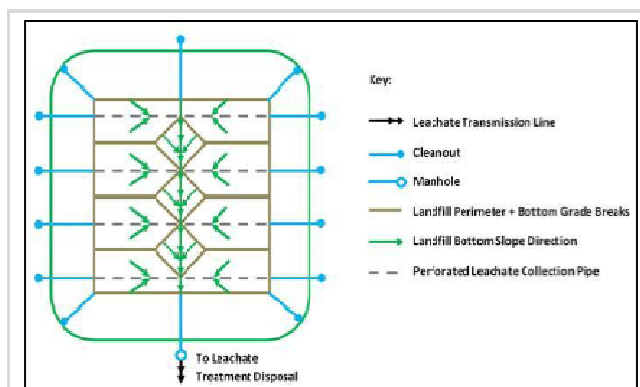 Key:
Leachate Transmission Line
Cleanout
Manhole
Landfill Perimeter + Bottom Grade Breaks
Landfill Bottom Slope Direction
Perforated Leachate Collection Pipe
To Leachate
Treatment Disposal